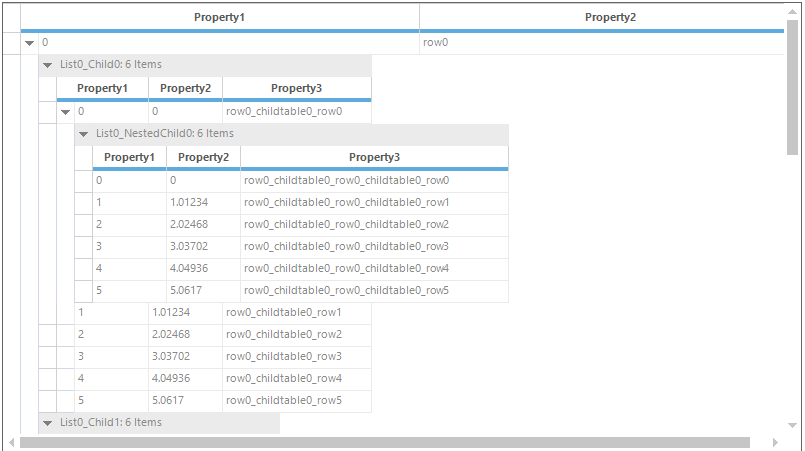 Property1 Property2
0 row0
List0_Child0: 6 Items
Property1 Property2 Property3
0 0 row0_childtable0_row0
List0_NestedChild0: 6 Items
Property1 Property2 Property3
0 0 row0_childtable0_row0_childtable0_row0
1 1.01234 row0_childtable0_row0_childtable0_row1
2 2.02468 row0_childtable0_row0_childtable0_row2
3 3.03702 row0_childtable0_row0_childtable0_row3
4 4.04936 row0_childtable0_row0_childtable0_row4
5 5.0617 row0_childtable0_row0_childtable0_row5
1 1.01234 row0_childtable0_row1
2 2.02468 row0_childtable0_row2
3 3.03702 row0_childtable0_row3
4 4.04936 row0_childtable0_row4
5 5.0617 row0_childtable0_row5
List0_Child1: 6 Items